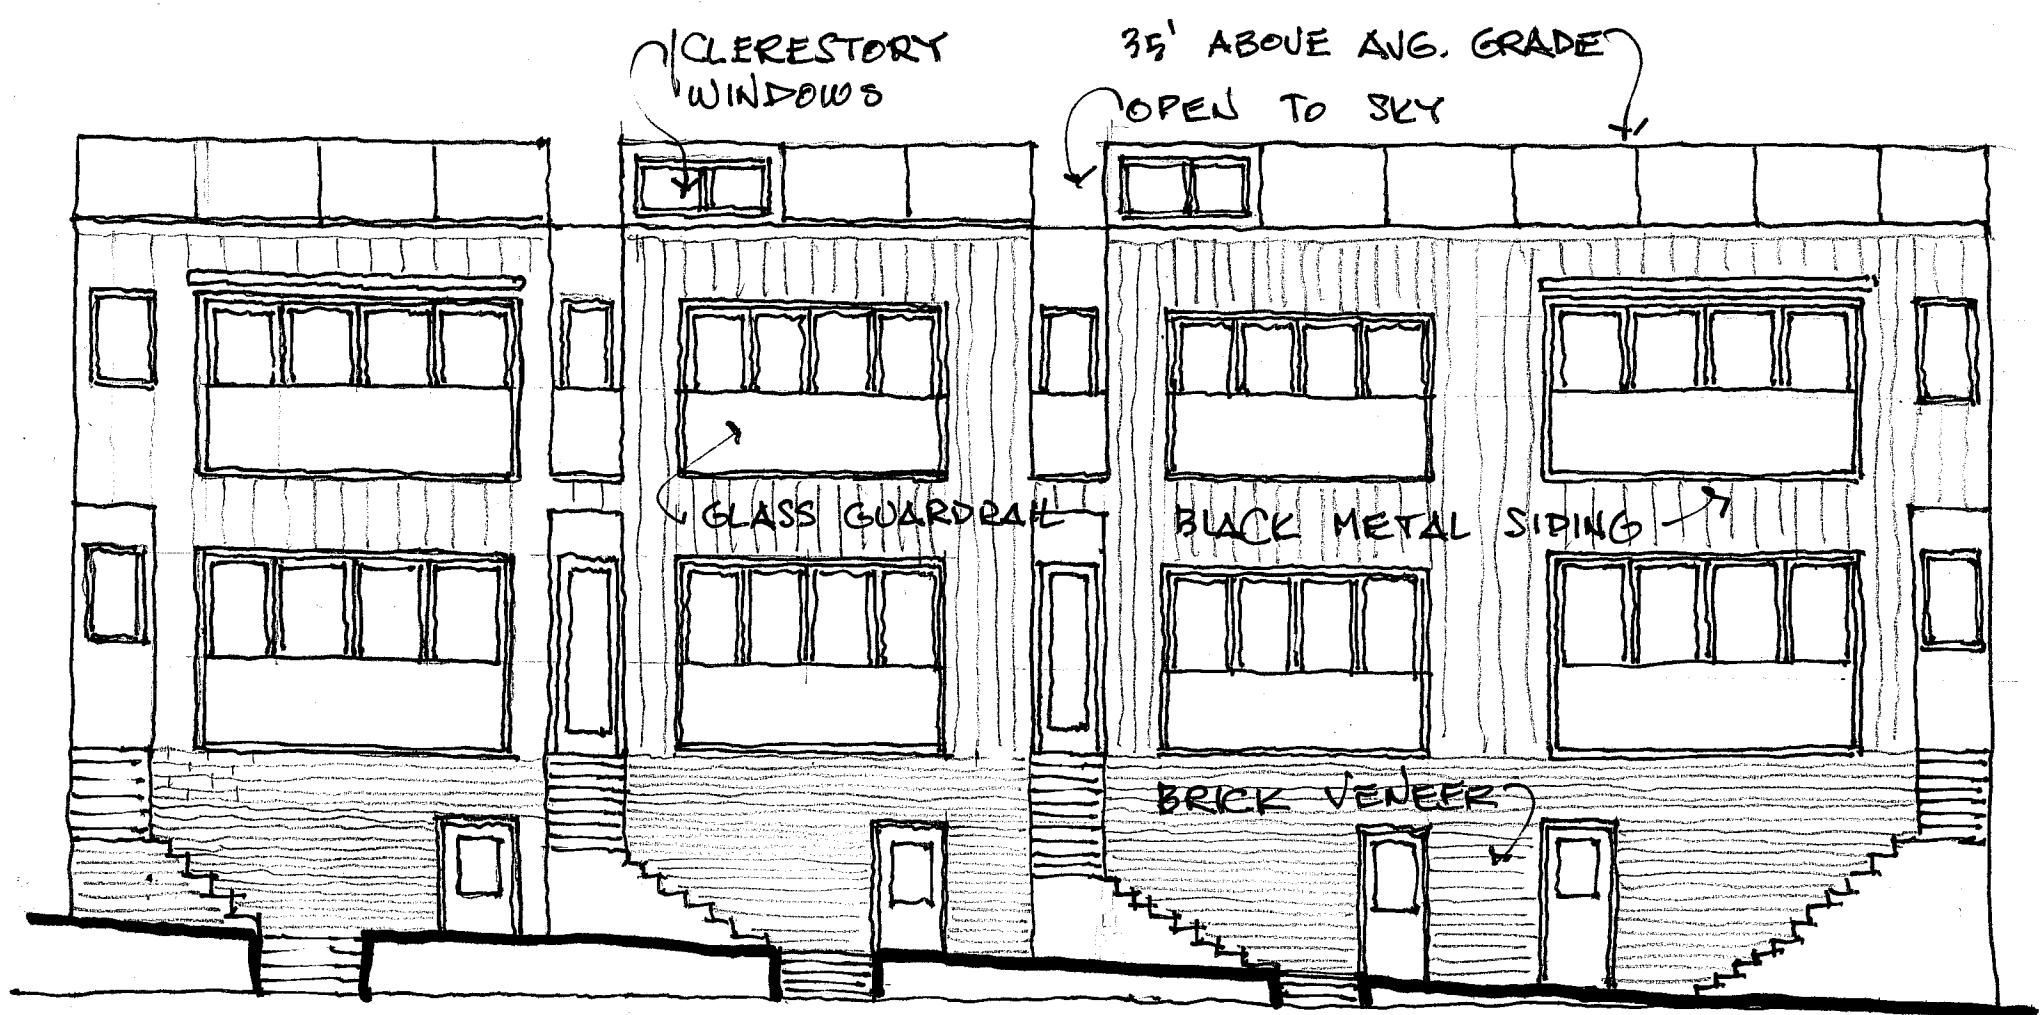 CLERESTORY
WINDOWS
35' ABOVE AVG. GRADE
OPEN TO SKY
GLASS GUARDRAIL
BLACK METAL SIDING
BRICK VENEER